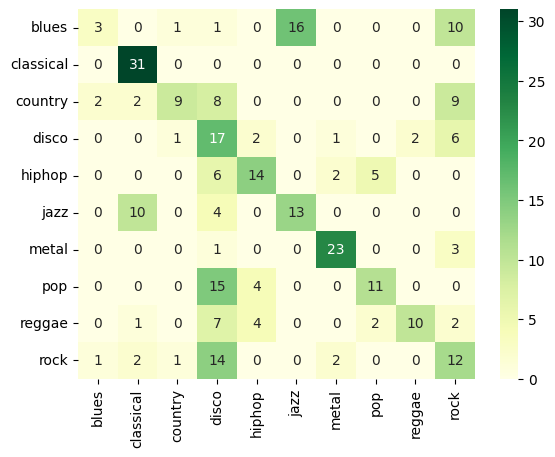 blues 3 0 1 1 0 16 0 0 0 10
classical 0 31 0 0 0 0 0 0 0 0
country 2 2 9 8 0 0 0 0 0 9
disco 0 0 1 17 2 0 1 0 2 6
hiphop 0 0 0 6 14 0 2 5 0 0
jazz 0 10 0 4 0 13 0 0 0 0
metal 0 0 0 1 0 0 23 0 0 3
pop 0 0 0 15 4 0 0 11 0 0
reggae 0 1 0 7 4 0 0 2 10 2
rock 1 2 1 14 0 0 2 0 0 12
blues classical country disco hiphop jazz metal pop reggae rock
30
25
20
15
10
5
0